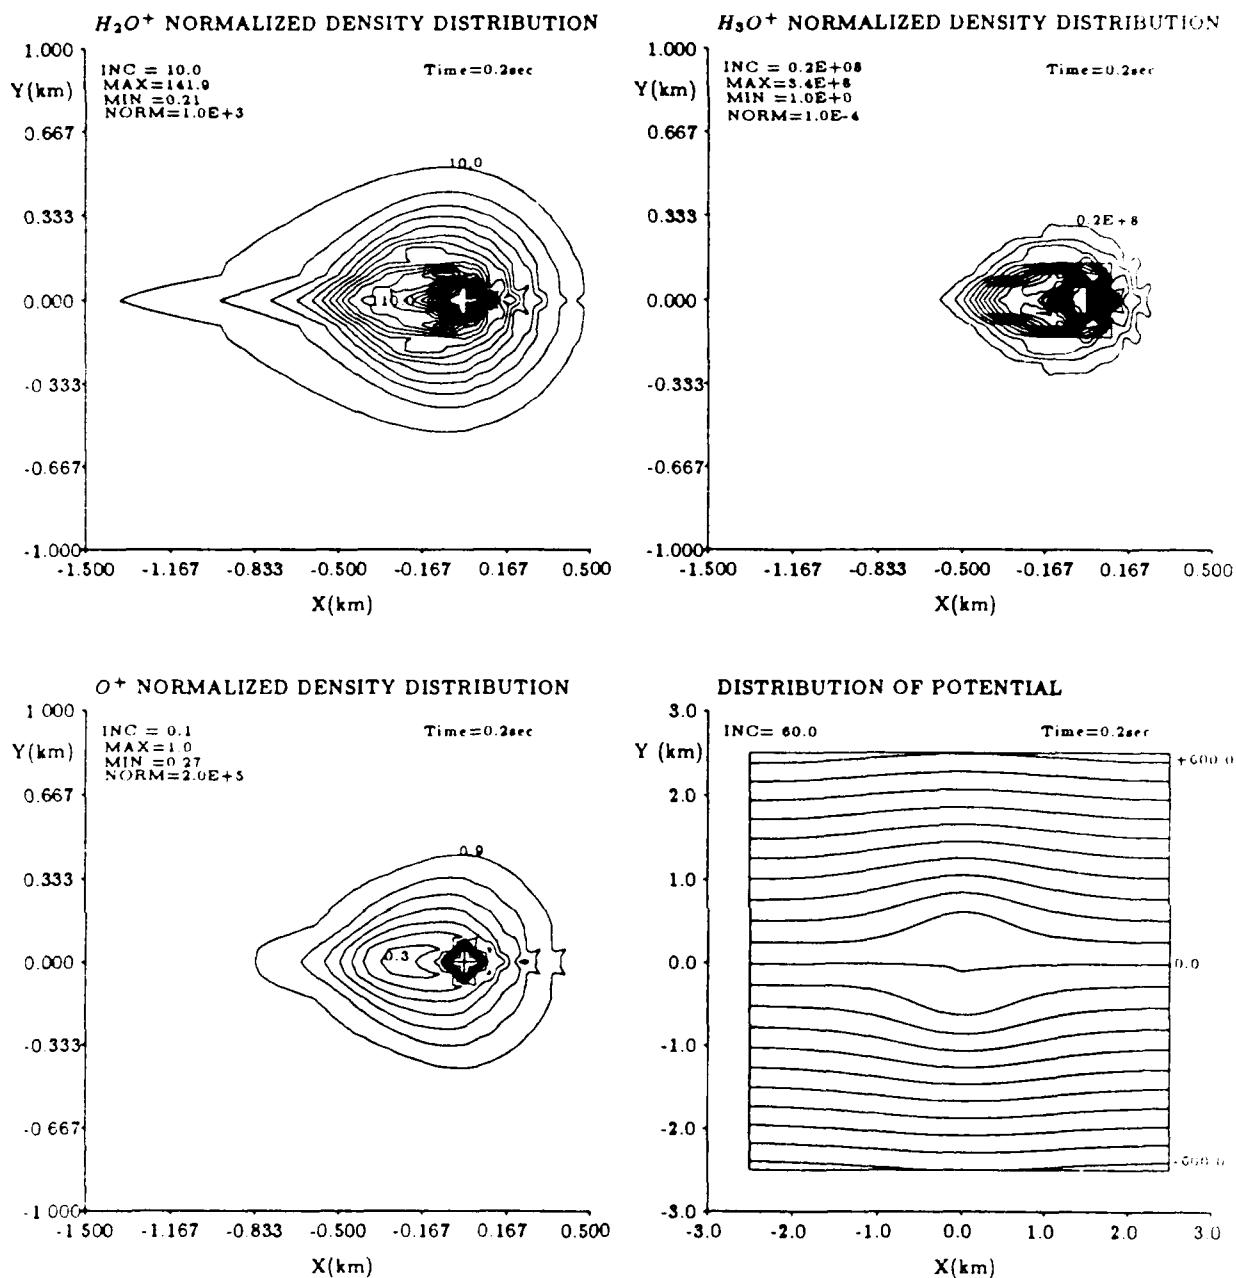 H₂O⁺ NORMALIZED DENSITY DISTRIBUTION
1.000
INC = 10.0
Time=0.2sec
MAX=141.9
Y(km)
MIN =0.21
NORM=1.0E+3
0.667
10.0
0.333
0.000
10.0
-0.333
-0.667
-1.000
-1.500 -1.167 -0.833 -0.500 -0.167 0.167 0.500
X(km)
H₃O⁺ NORMALIZED DENSITY DISTRIBUTION
1.000
INC = 0.2E+08
Time=0.2sec
MAX=3.4E+8
Y(km)
MIN =1.0E+0
NORM=1.0E-4
0.667
0.333
0.2E+8
0.000
-0.333
-0.667
-1.000
-1.500 -1.167 -0.833 -0.500 -0.167 0.167 0.500
X(km)
O⁺ NORMALIZED DENSITY DISTRIBUTION
1 000
INC = 0.1
Time=0.2sec
MAX=1.0
Y(km)
MIN =0.27
NORM=2.0E+5
0.667
0.9
0.333
0.000
0.3
-0.333
-0 667
-1 000
-1.500 -1.167 -0.833 -0.500 -0.167 0.167 0.500
X(km)
DISTRIBUTION OF POTENTIAL
3.0
INC= 60.0
Time=0.2sec
Y (km)
+600.0
2.0
1.0
0.0
0.0
-1.0
-2.0
-600.0
-3.0
-3.0 -2.0 -1.0 0.0 1.0 2.0 3.0
X(km)